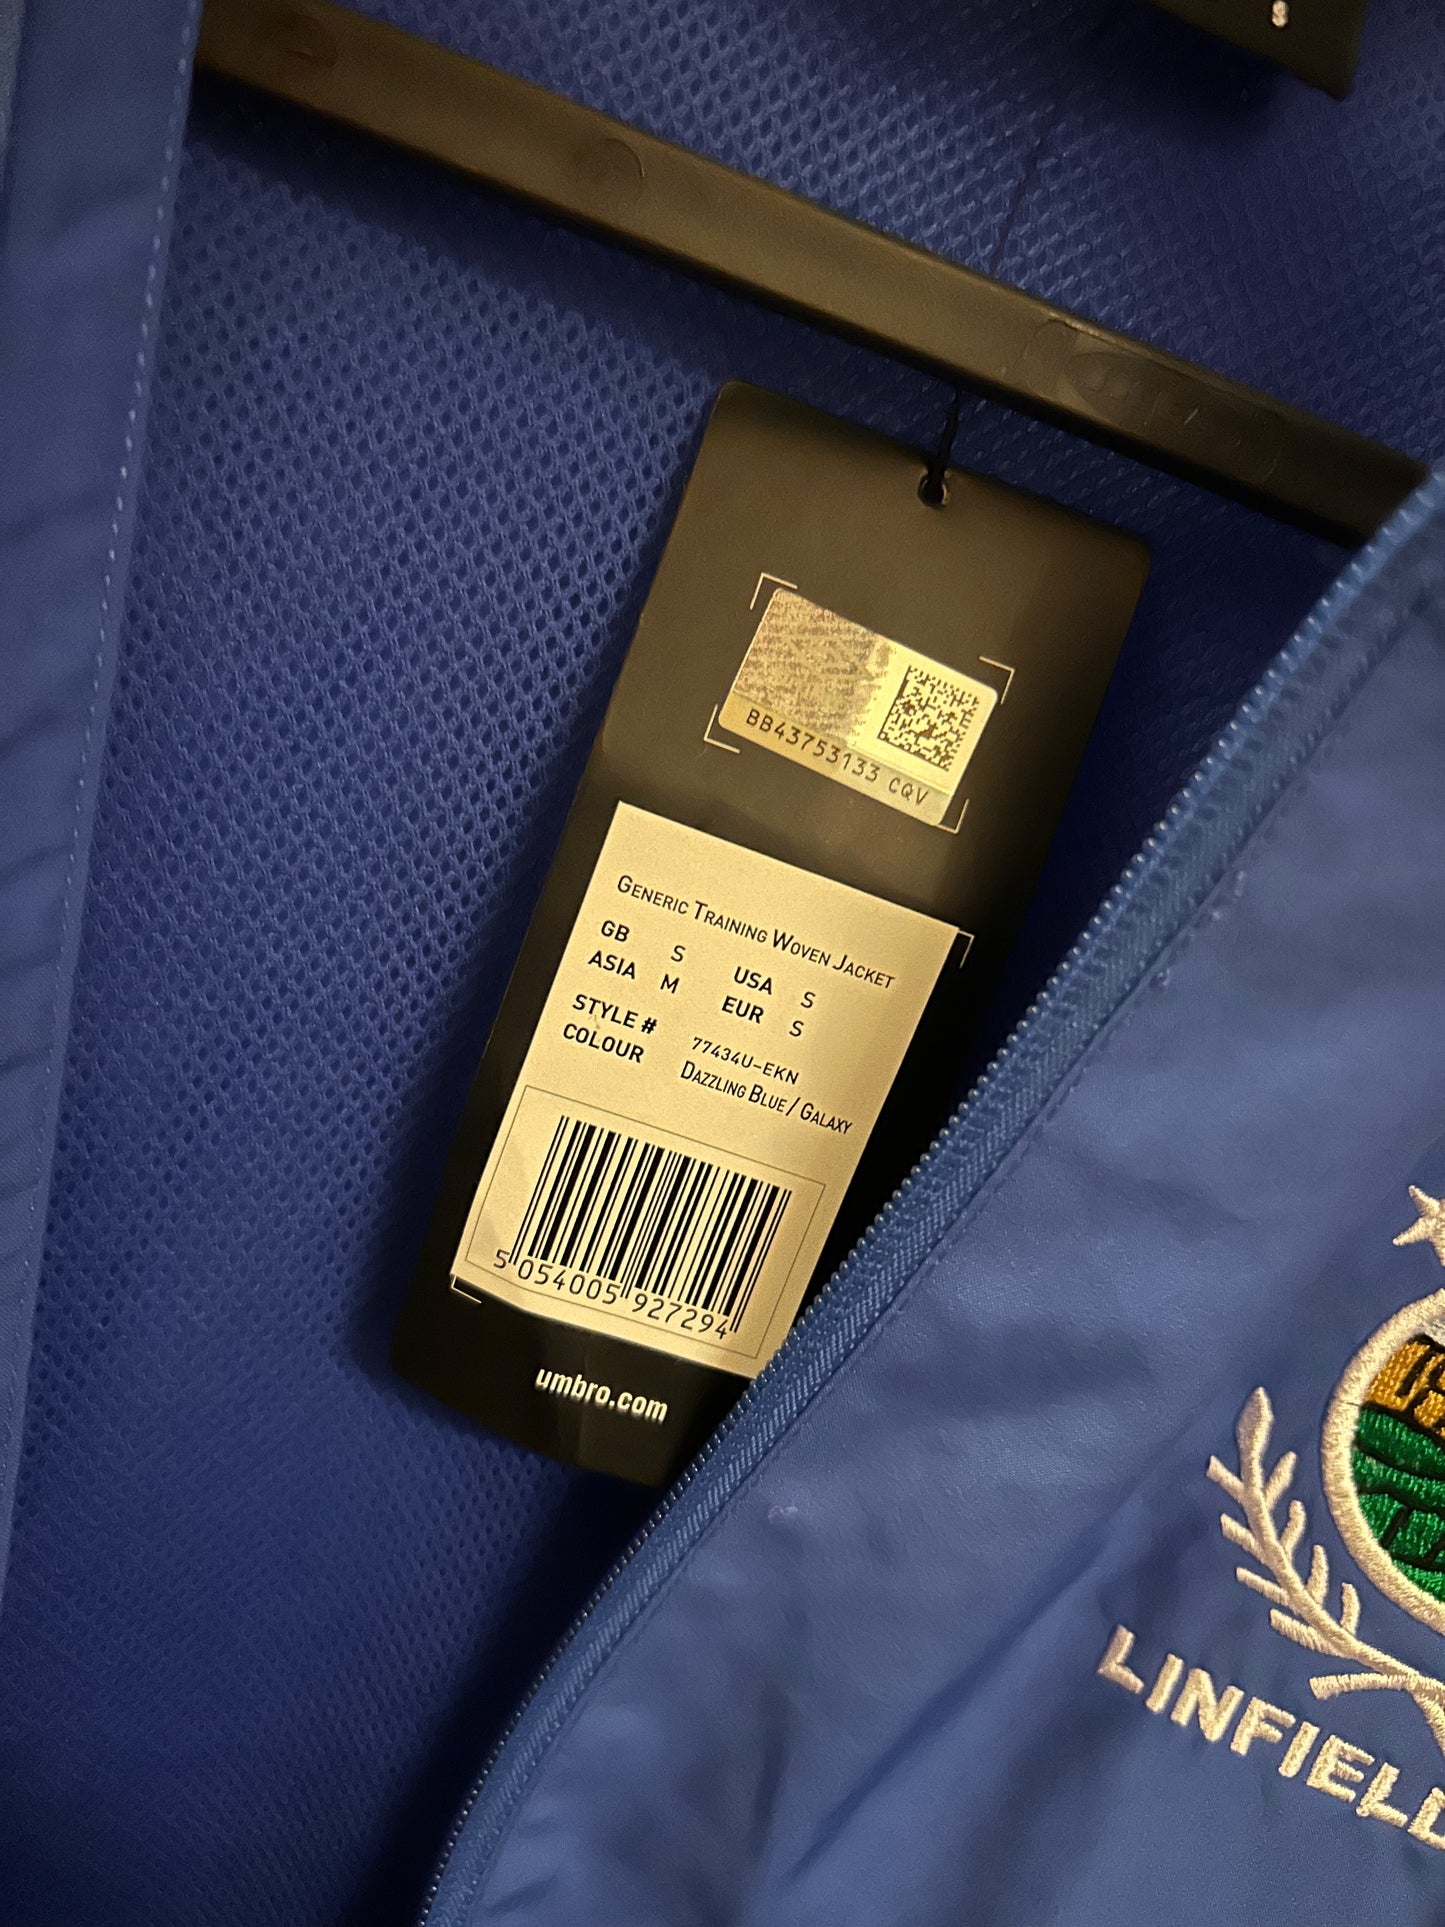 S
BB43753133 CQV
GENERIC TRAINING WOVEN JACKET
GB S USA S
ASIA M EUR S
STYLE # 77434U-EKN
COLOUR DAZZLING BLUE / GALAXY
5 054005 927294
umbro.com
LINFIELD